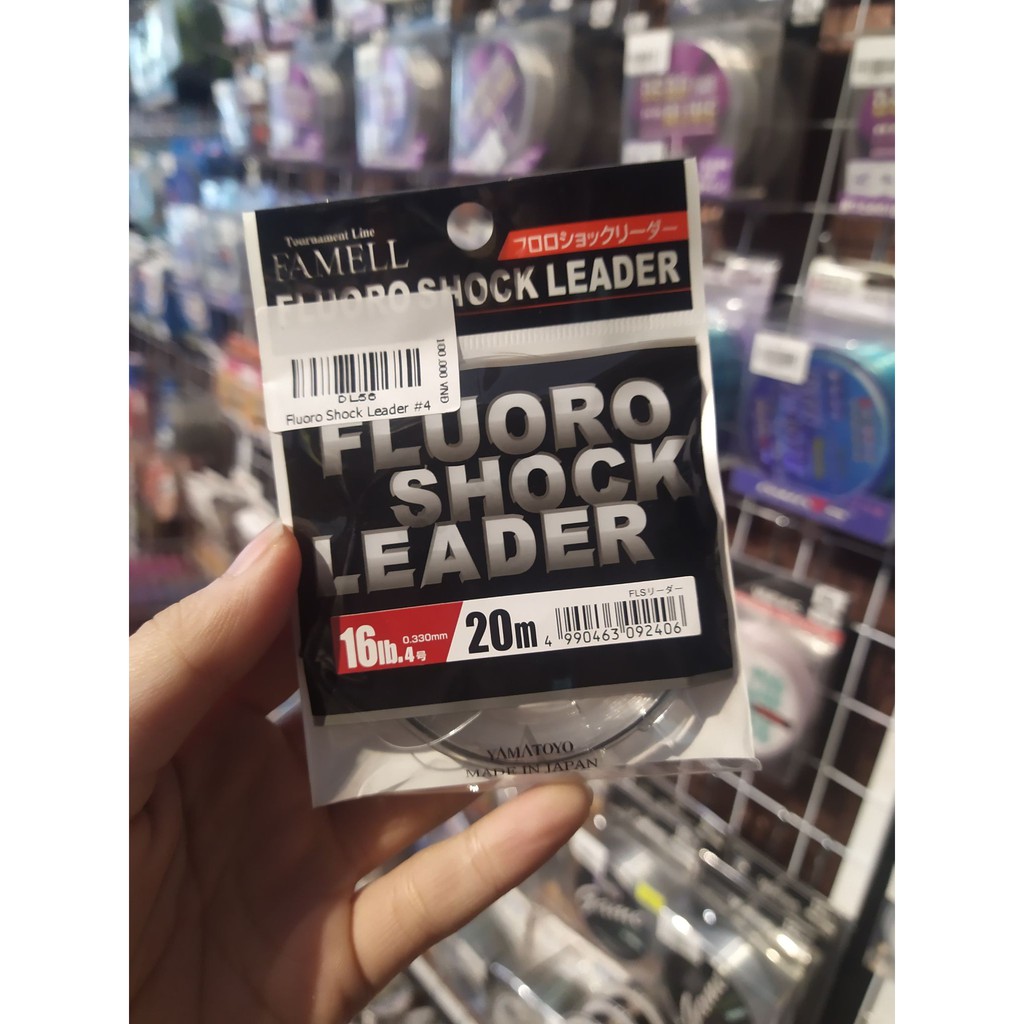 Tournament Line
FAMELL
フロロショックリーダー
FLUORO SHOCK LEADER
100.000 VND
Fluoro Shock Leader #4
FLUORO
SHOCK
LEADER
FLSリーダー
16lb.4号
0.330mm
20m
4 990463 092406
YAMATOYO
MADE IN JAPAN